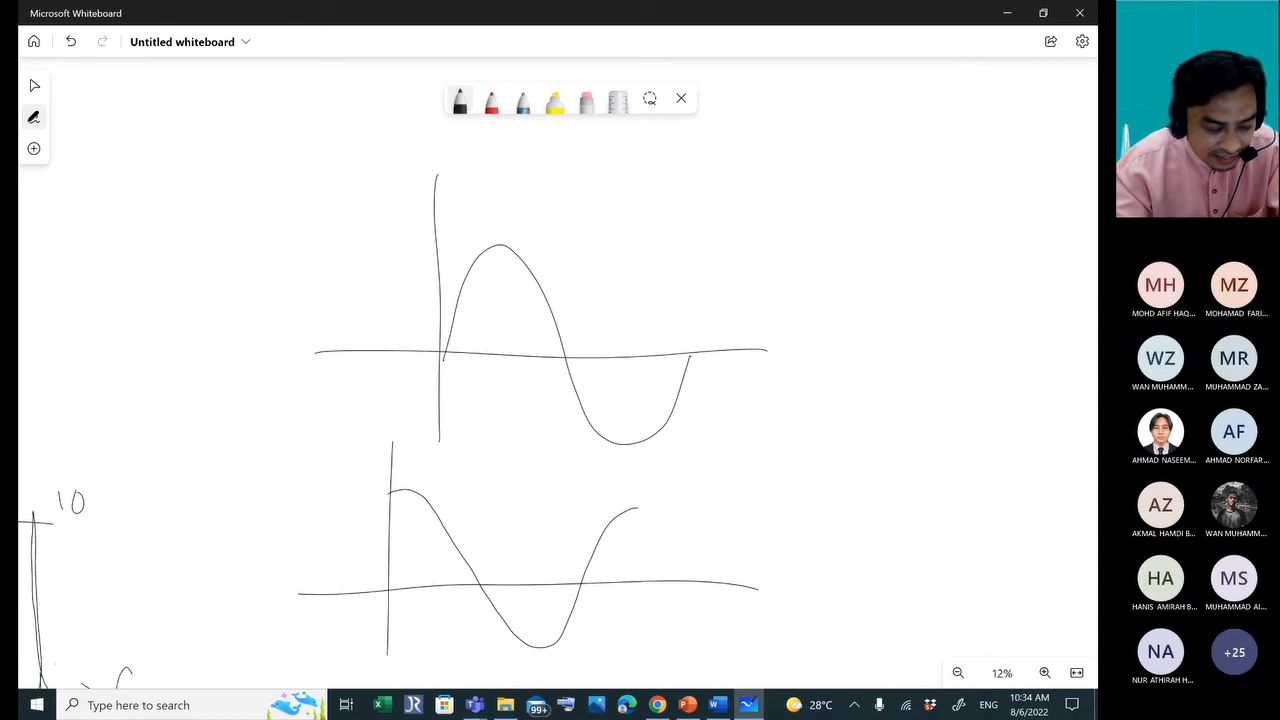 Microsoft Whiteboard
Untitled whiteboard
10
12%
MH
MOHD AFIF HAQ...
MZ
MOHAMAD FARI...
WZ
WAN MUHAMM...
MR
MUHAMMAD ZA...
AHMAD NASEEM...
AF
AHMAD NORFAR...
AZ
AKMAL HAMDI B...
WAN MUHAMM...
HA
HANIS AMIRAH B...
MS
MUHAMMAD AI...
NA
NUR ATHIRAH H...
+25
Type here to search
99+
28°C
ENG
10:34 AM
8/6/2022